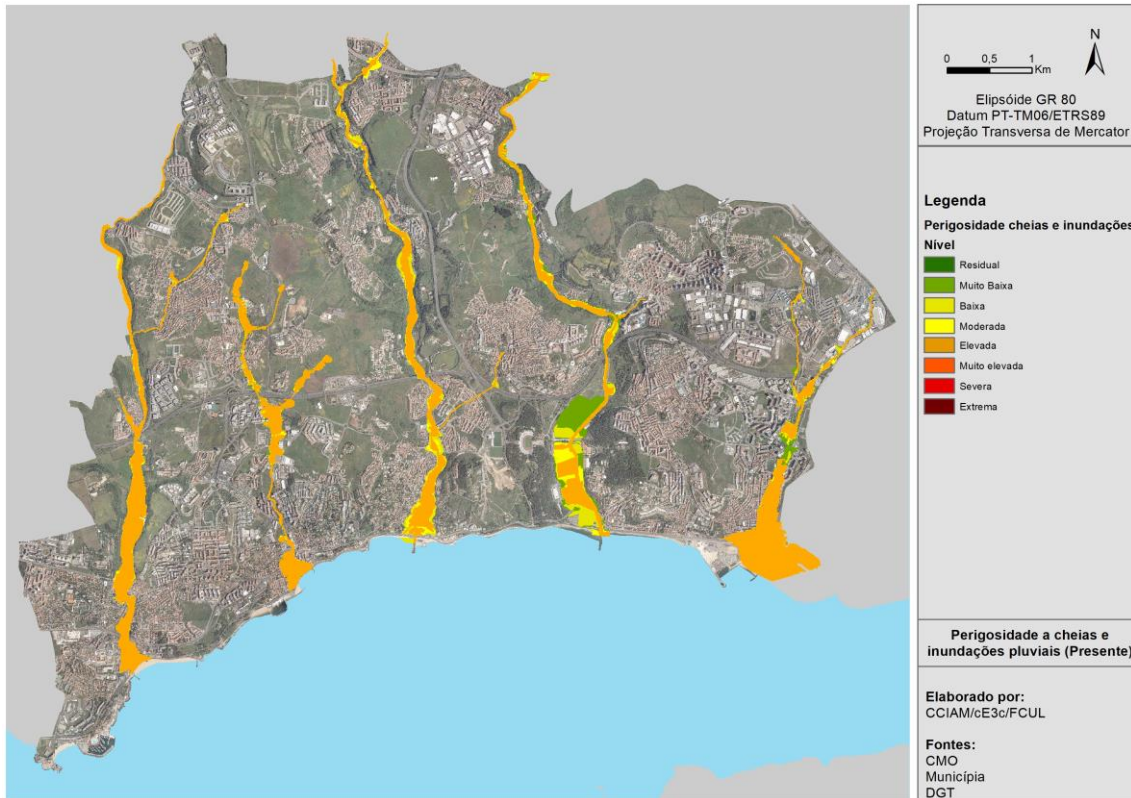 N
0 0,5 1
Km
Elipsóide GR 80
Datum PT-TM06/ETRS89
Projeção Transversa de Mercator
Legenda
Perigosidade cheias e inundações
Nível
Residual
Muito Baixa
Baixa
Moderada
Elevada
Muito elevada
Severa
Extrema
Perigosidade a cheias e
inundações pluviais (Presente)
Elaborado por:
CCIAM/cE3c/FCUL
Fontes:
CMO
Municípia
DGT